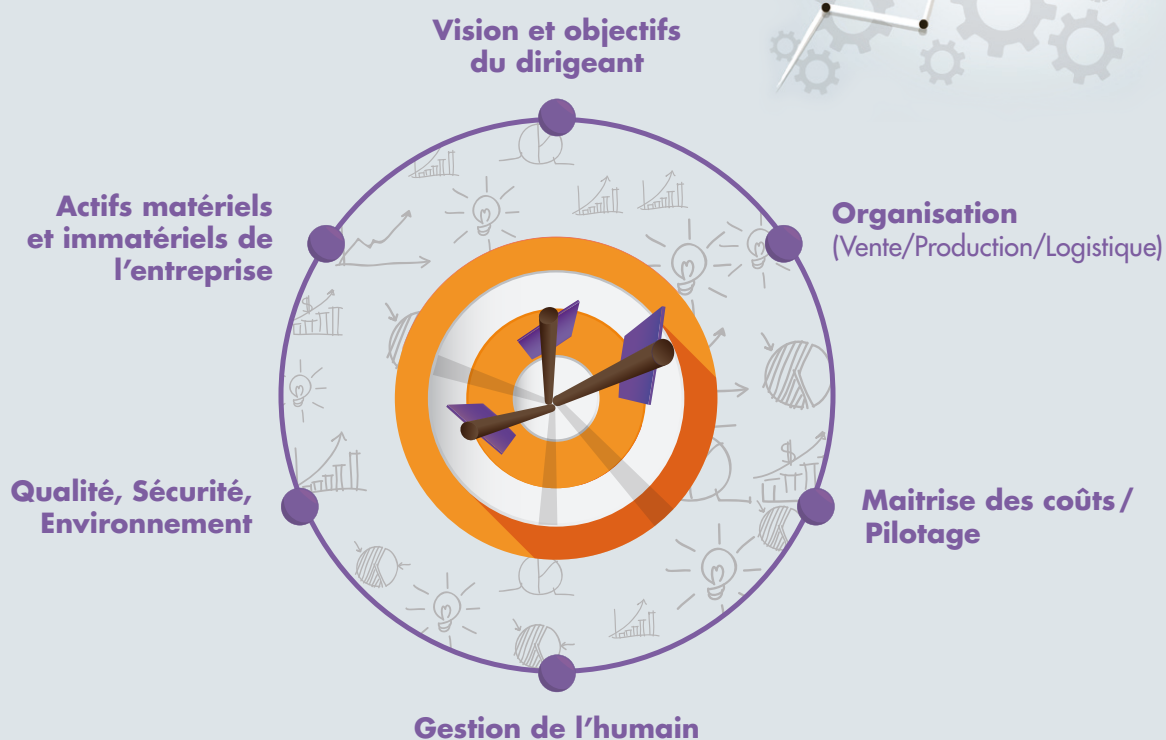 Vision et objectifs
du dirigeant
Organisation
(Vente/Production/Logistique)
Maitrise des coûts /
Pilotage
Gestion de l'humain
Qualité, Sécurité,
Environnement
Actifs matériels
et immatériels de
l'entreprise